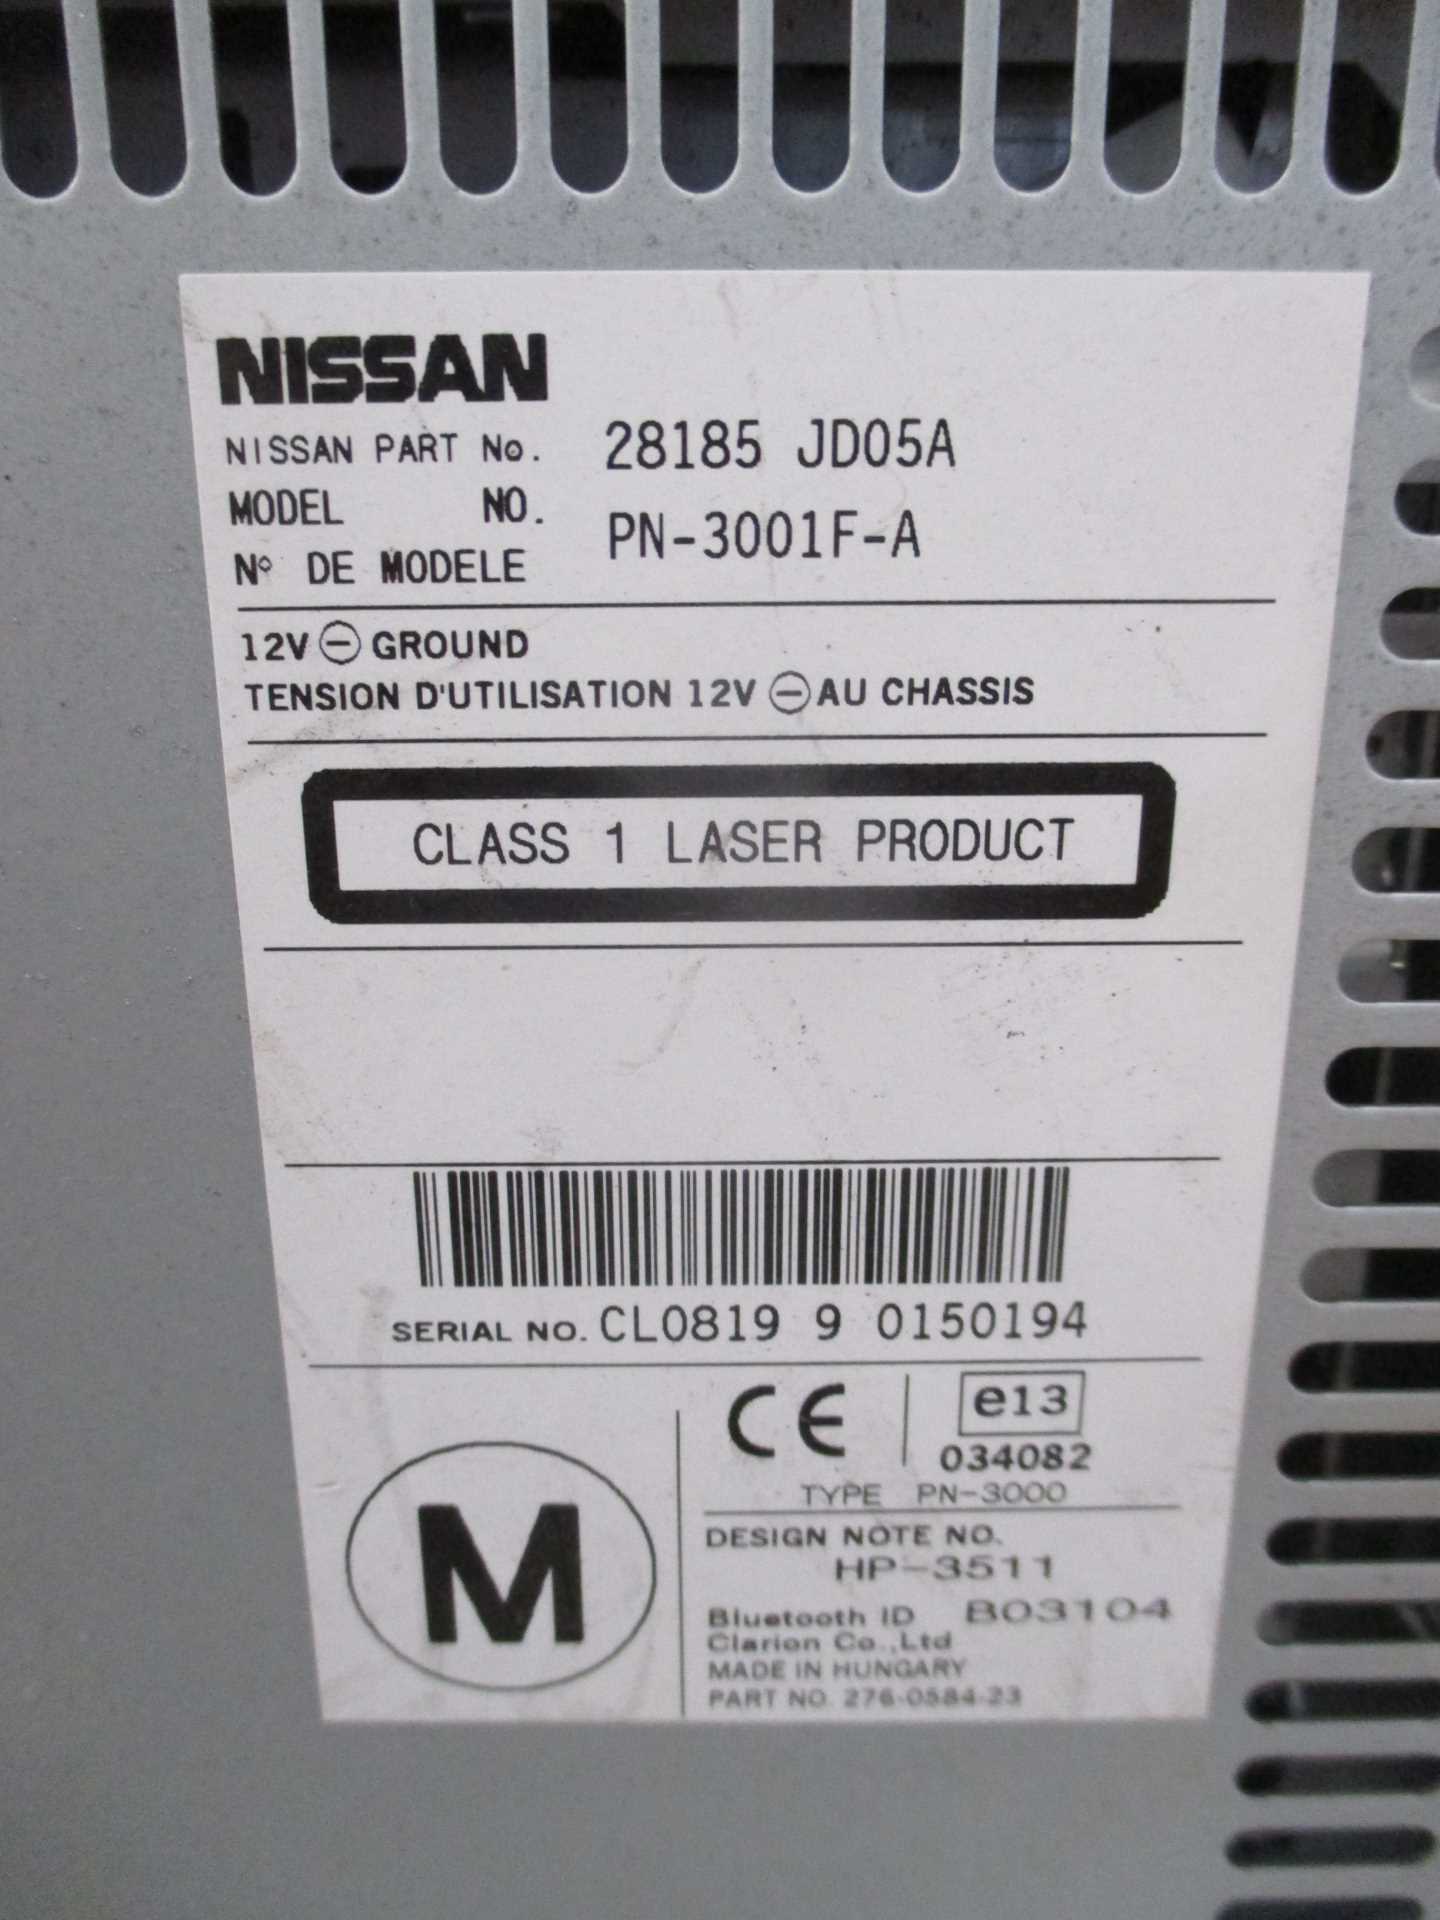 NISSAN
NISSAN PART No. 28185 JD05A
MODEL NO. PN-3001F-A
N° DE MODELE
12V ⊖ GROUND
TENSION D'UTILISATION 12V ⊖ AU CHASSIS
CLASS 1 LASER PRODUCT
SERIAL NO. CL0819 9 0150194
CE
e13
034082
TYPE PN-3000
M
DESIGN NOTE NO.
HP-3511
Bluetooth ID B03104
Clarion Co.,Ltd
MADE IN HUNGARY
PART NO. 276-0584-23